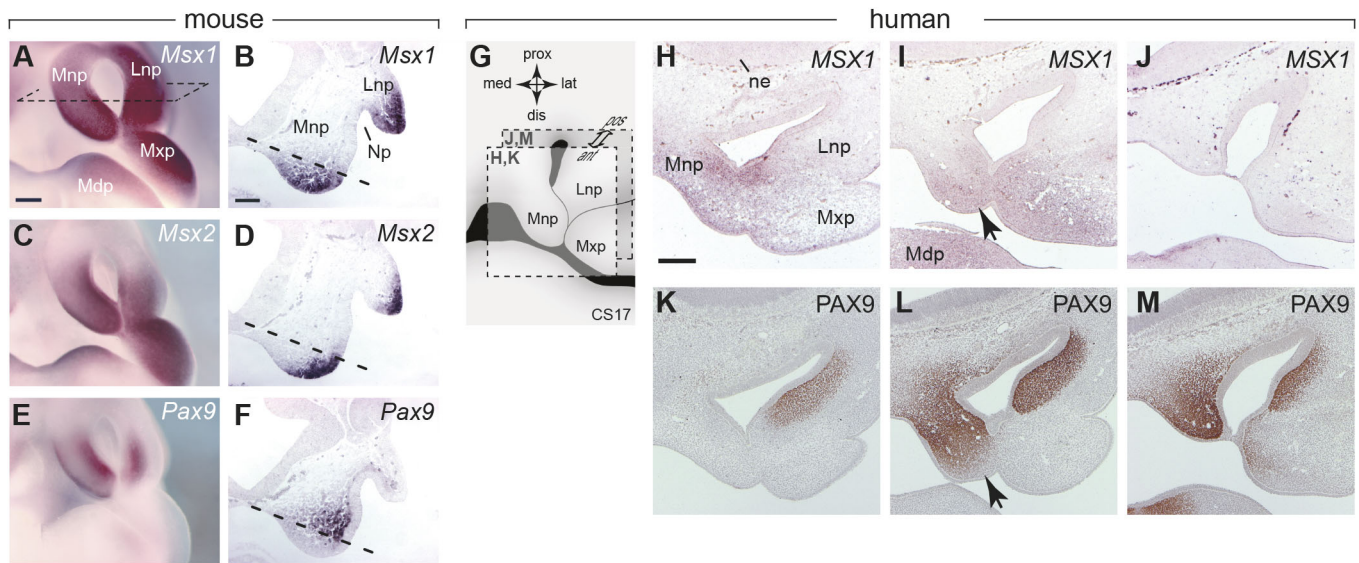 mouse
human
A
Msx1
Mnp
Lnp
Mxp
Mdp
B
Msx1
Lnp
Mnp
Np
C
Msx2
D
Msx2
E
Pax9
F
Pax9
G
prox
med
lat
dis
pos
ant
J,M
H,K
Lnp
Mnp
Mxp
CS17
H
MSX1
ne
Mnp
Lnp
Mxp
I
MSX1
Mdp
J
MSX1
K
PAX9
L
PAX9
M
PAX9